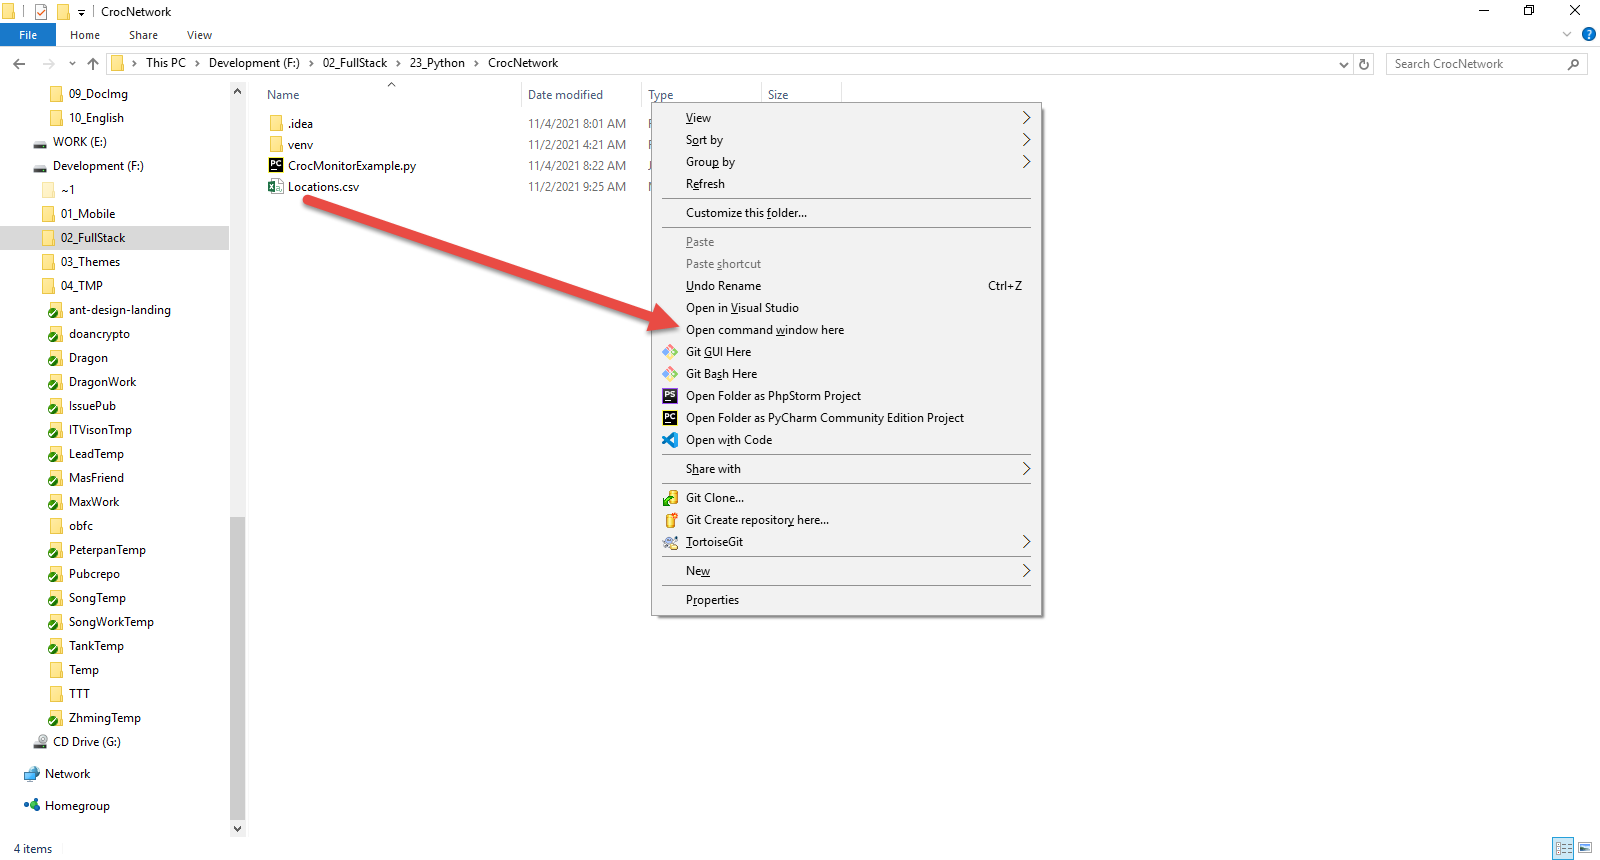 CrocNetwork
File Home Share View
This PC Development (F:) 02_FullStack 23_Python CrocNetwork
Search CrocNetwork
Name Date modified Type Size
09_DocImg
10_English
WORK (E:)
Development (F:)
~1
01_Mobile
02_FullStack
03_Themes
04_TMP
ant-design-landing
doancrypto
Dragon
DragonWork
IssuePub
ITVisonTmp
LeadTemp
MasFriend
MaxWork
obfc
PeterpanTemp
Pubcrepo
SongTemp
SongWorkTemp
TankTemp
Temp
TTT
ZhmingTemp
CD Drive (G:)
Network
Homegroup
.idea 11/4/2021 8:01 AM
venv 11/2/2021 4:21 AM
CrocMonitorExample.py 11/4/2021 8:22 AM
Locations.csv 11/2/2021 9:25 AM
View
Sort by
Group by
Refresh
Customize this folder...
Paste
Paste shortcut
Undo Rename Ctrl+Z
Open in Visual Studio
Open command window here
Git GUI Here
Git Bash Here
Open Folder as PhpStorm Project
Open Folder as PyCharm Community Edition Project
Open with Code
Share with
Git Clone...
Git Create repository here...
TortoiseGit
New
Properties
4 items